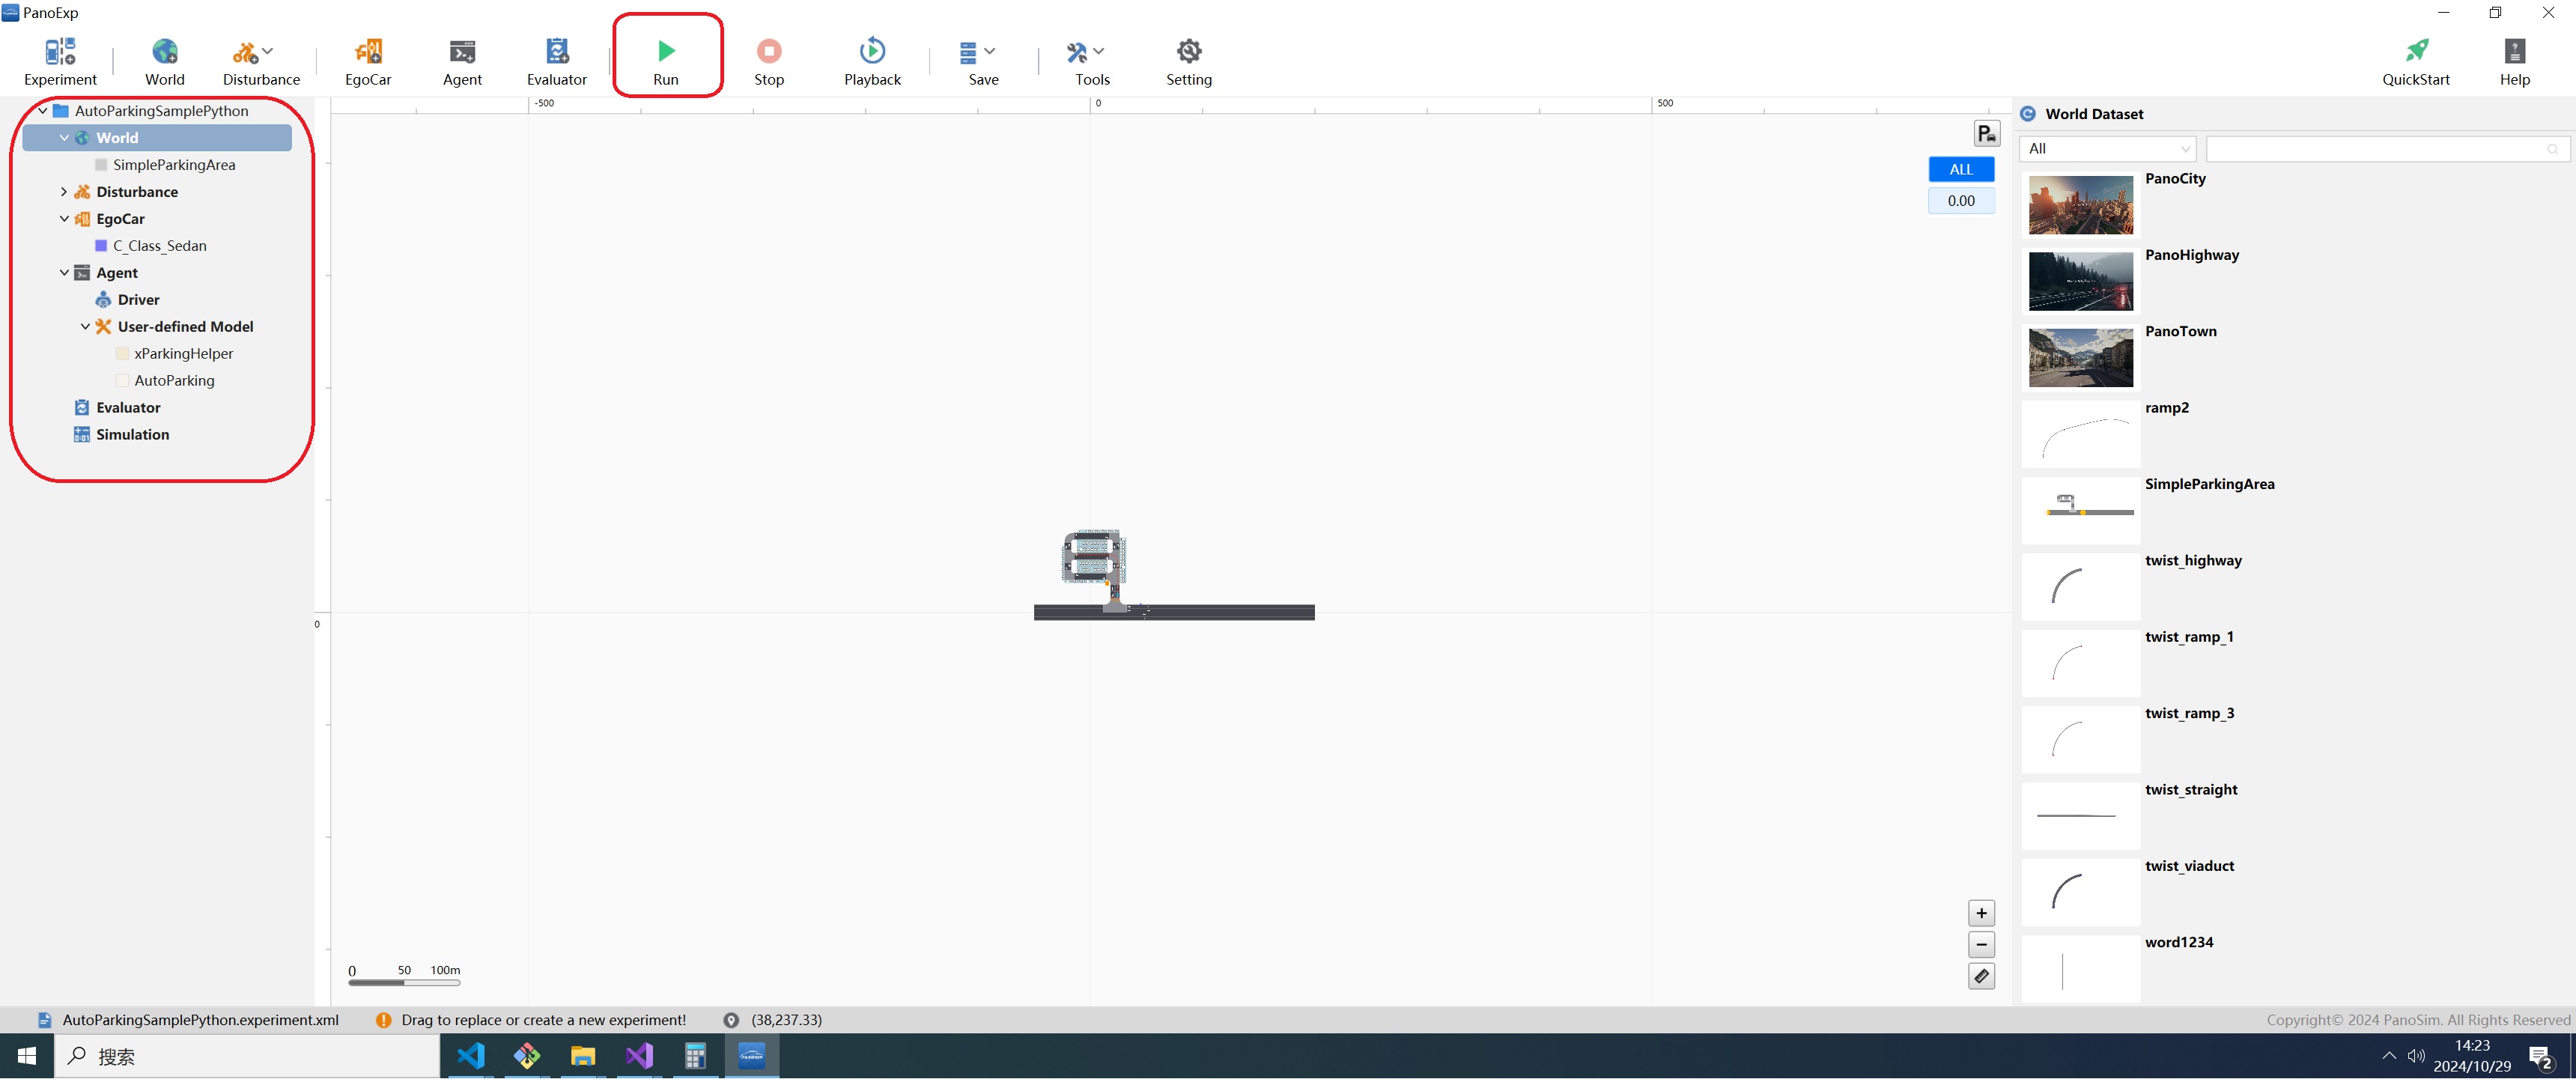 PanoExp
Experiment
World
Disturbance
EgoCar
Agent
Evaluator
Run
Stop
Playback
Save
Tools
Setting
QuickStart
Help
AutoParkingSamplePython
World
SimpleParkingArea
Disturbance
EgoCar
C_Class_Sedan
Agent
Driver
User-defined Model
xParkingHelper
AutoParking
Evaluator
Simulation
-500
0
500
0
P
ALL
0.00
0 50 100m
World Dataset
All
PanoCity
PanoHighway
PanoTown
ramp2
SimpleParkingArea
twist_highway
twist_ramp_1
twist_ramp_3
twist_straight
twist_viaduct
word1234
AutoParkingSamplePython.experiment.xml
Drag to replace or create a new experiment!
(38,237.33)
Copyright© 2024 PanoSim. All Rights Reserved
搜索
14:23
2024/10/29
2